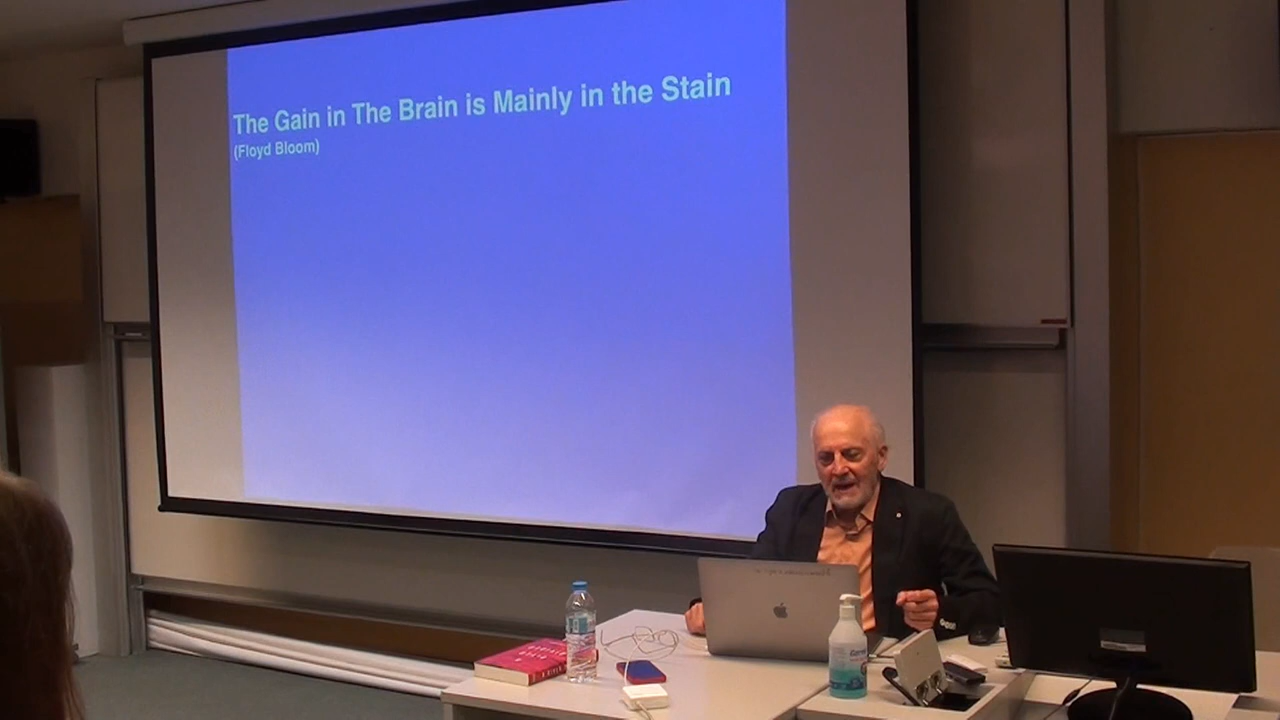 The Gain in The Brain is Mainly in the Stain
(Floyd Bloom)